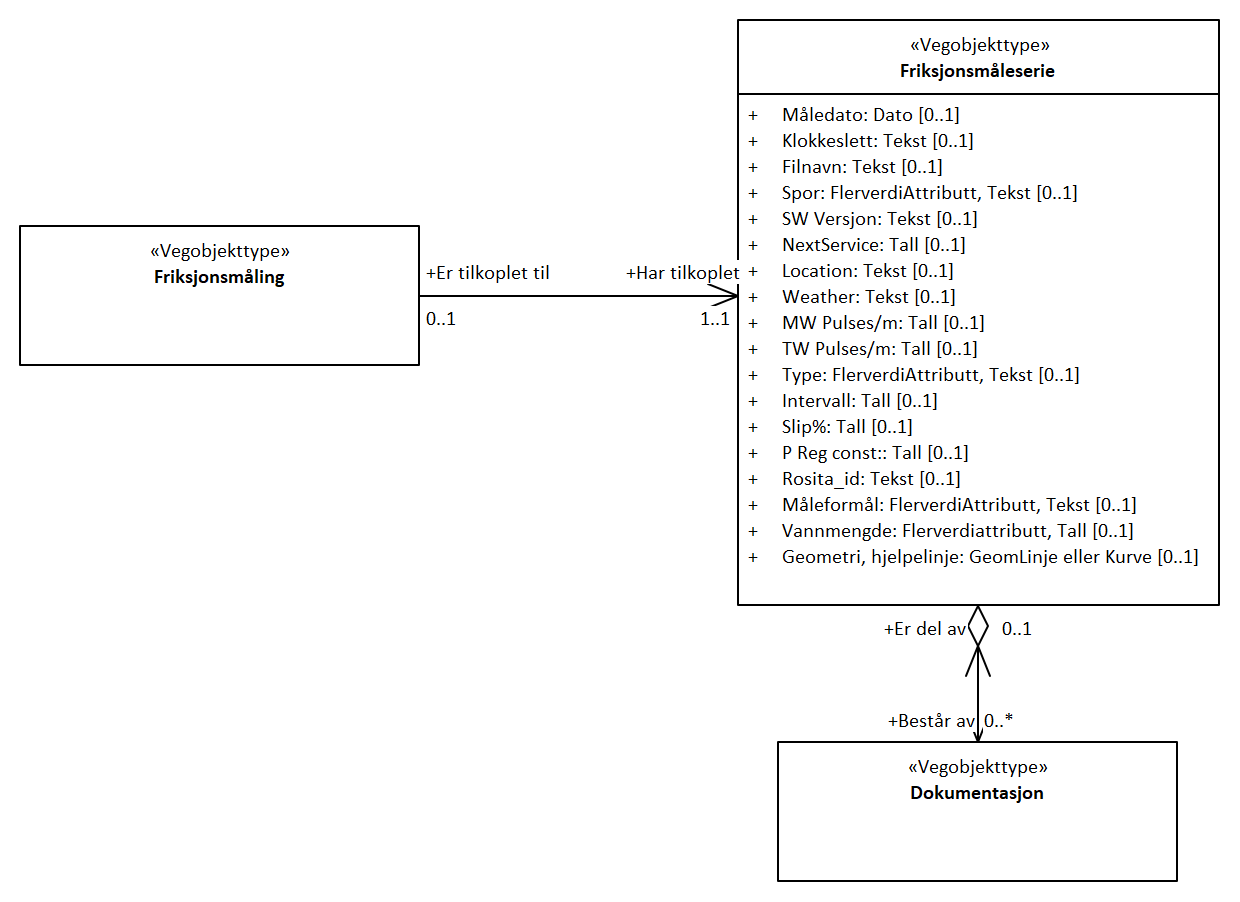 «Vegobjekttype»
Friksjonsmåleserie
+ Måledato: Dato [0..1]
+ Klokkeslett: Tekst [0..1]
+ Filnavn: Tekst [0..1]
+ Spor: FlerverdiAttributt, Tekst [0..1]
+ SW Versjon: Tekst [0..1]
+ NextService: Tall [0..1]
+ Location: Tekst [0..1]
+ Weather: Tekst [0..1]
+ MW Pulses/m: Tall [0..1]
+ TW Pulses/m: Tall [0..1]
+ Type: FlerverdiAttributt, Tekst [0..1]
+ Intervall: Tall [0..1]
+ Slip%: Tall [0..1]
+ P Reg const:: Tall [0..1]
+ Rosita_id: Tekst [0..1]
+ Måleformål: FlerverdiAttributt, Tekst [0..1]
+ Vannmengde: Flerverdiattributt, Tall [0..1]
+ Geometri, hjelpelinje: GeomLinje eller Kurve [0..1]
«Vegobjekttype»
Friksjonsmåling
+Er tilkoplet til
+Har tilkoplet
0..1
1..1
+Er del av
0..1
+Består av
0..*
«Vegobjekttype»
Dokumentasjon